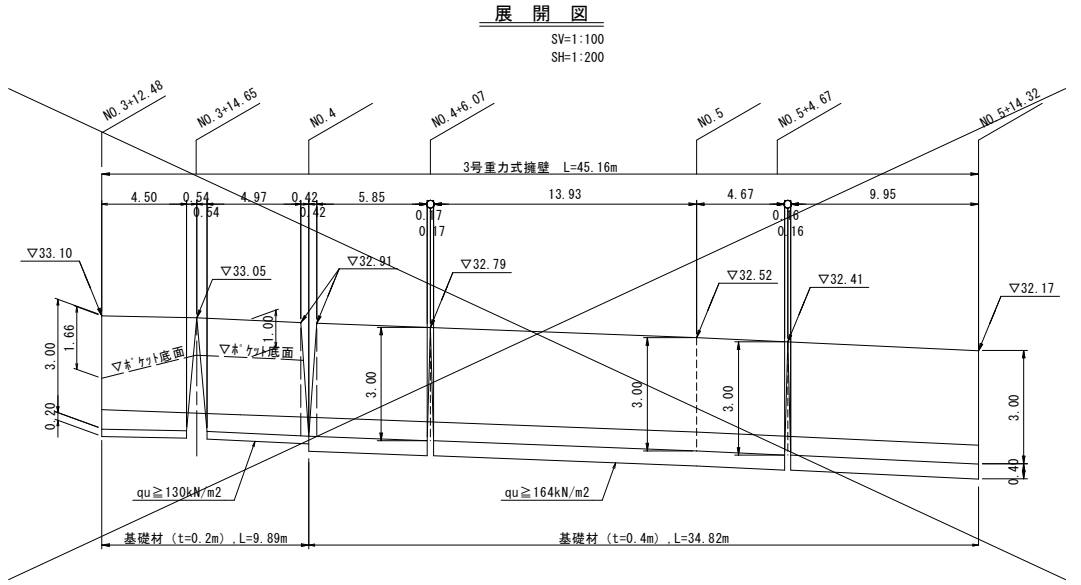 展開図
SV=1:100
SH=1:200
NO.3+12.48
NO.3+14.65
NO.4
NO.4+6.07
NO.5
NO.5+4.67
NO.5+14.32
3号重力式擁壁 L=45.16m
4.50
0.54
4.97
0.42
5.85
13.93
4.67
9.95
0.54
0.42
0.17
0.17
0.16
0.16
▽33.10
▽33.05
▽32.91
▽32.79
▽32.52
▽32.41
▽32.17
1.00
1.66
3.00
▽ポケット底面
▽ポケット底面
3.00
3.00
3.00
3.00
0.20
0.40
qu≧130kN/m2
qu≧164kN/m2
基礎材 (t=0.2m) ,L=9.89m
基礎材 (t=0.4m) ,L=34.82m